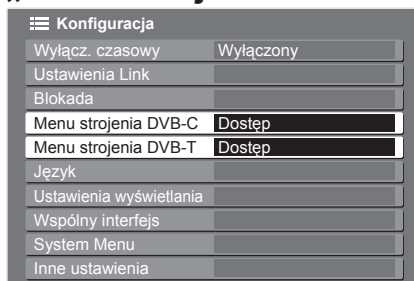 Konfiguracja
Wyłącz. czasowy Wyłączony
Ustawienia Link
Blokada
Menu strojenia DVB-C Dostęp
Menu strojenia DVB-T Dostęp
Język
Ustawienia wyświetlania
Wspólny interfejs
System Menu
Inne ustawienia